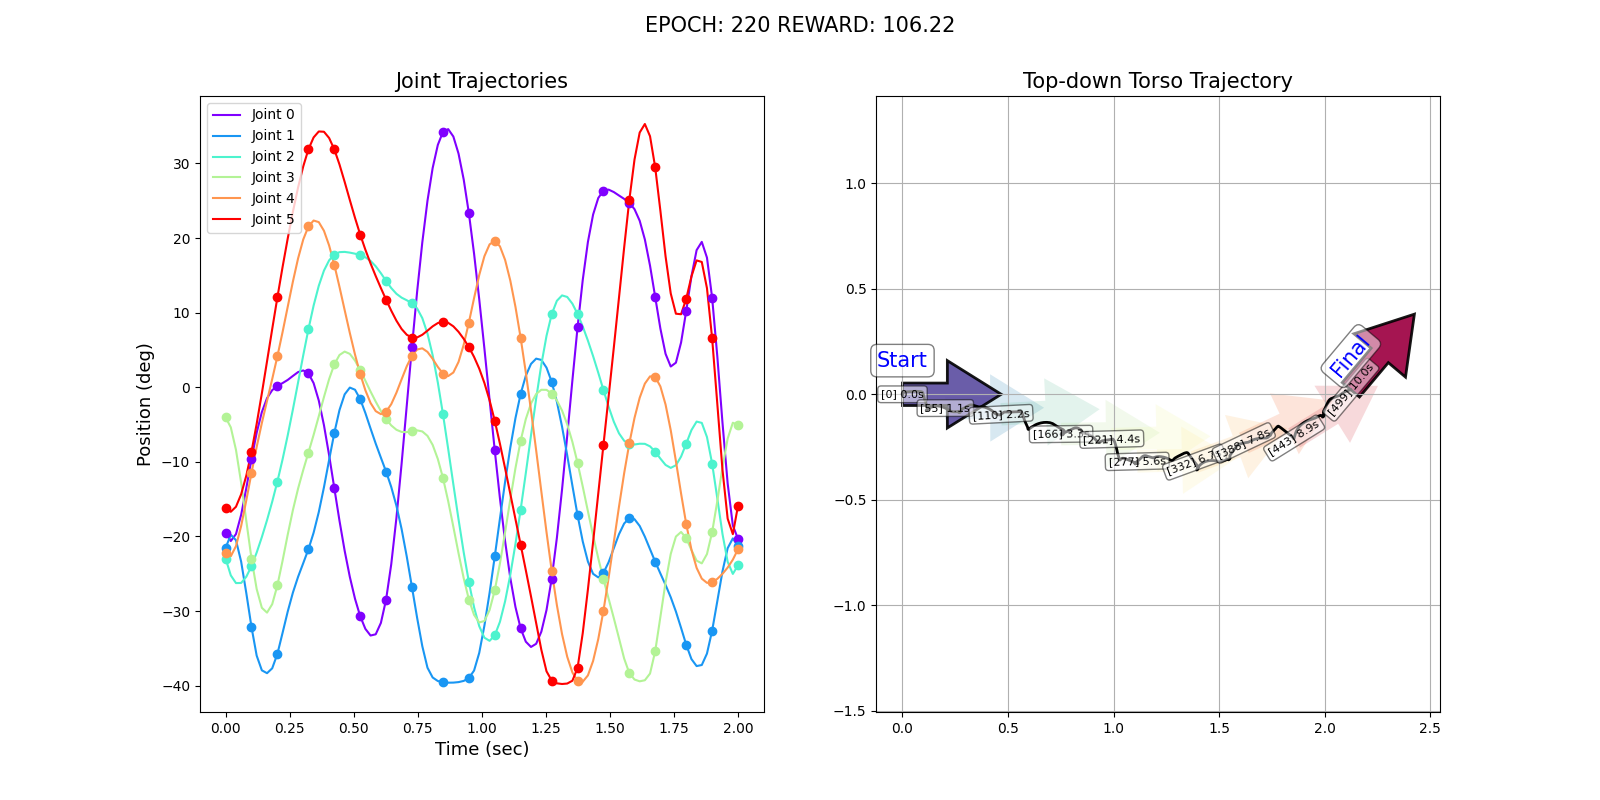 EPOCH: 220 REWARD: 106.22
Joint Trajectories
Joint 0
Joint 1
Joint 2
Joint 3
Joint 4
Joint 5
Position (deg)
30
20
10
0
−10
−20
−30
−40
0.00 0.25 0.50 0.75 1.00 1.25 1.50 1.75 2.00
Time (sec)
Top-down Torso Trajectory
1.0
0.5
0.0
−0.5
−1.0
−1.5
0.0 0.5 1.0 1.5 2.0 2.5
Start
Final
[0] 0.0s
[55] 1.1s
[110] 2.2s
[166]
[221] 4.4s
[277] 5.6s
[332] 6.7
[388] 7.8s
[443] 8.9s
[499] 10.0s